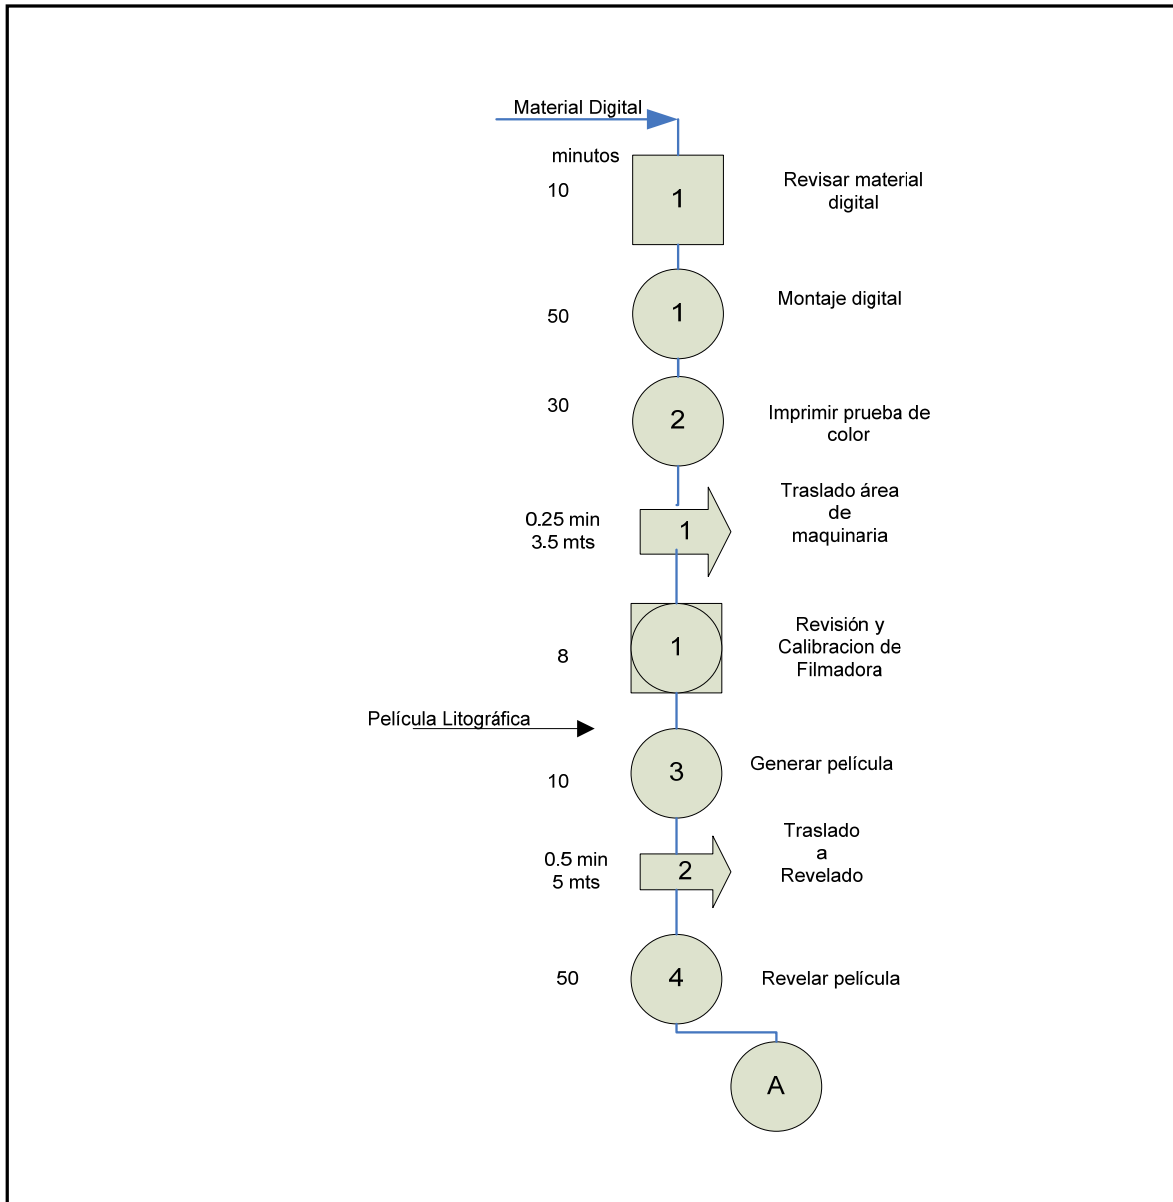 Material Digital
minutos
10
1
Revisar material
digital
50
1
Montaje digital
30
2
Imprimir prueba de
color
0.25 min
3.5 mts
1
Traslado área
de
maquinaria
8
1
Revisión y
Calibracion de
Filmadora
Película Litográfica
10
3
Generar película
0.5 min
5 mts
2
Traslado
a
Revelado
50
4
Revelar película
A